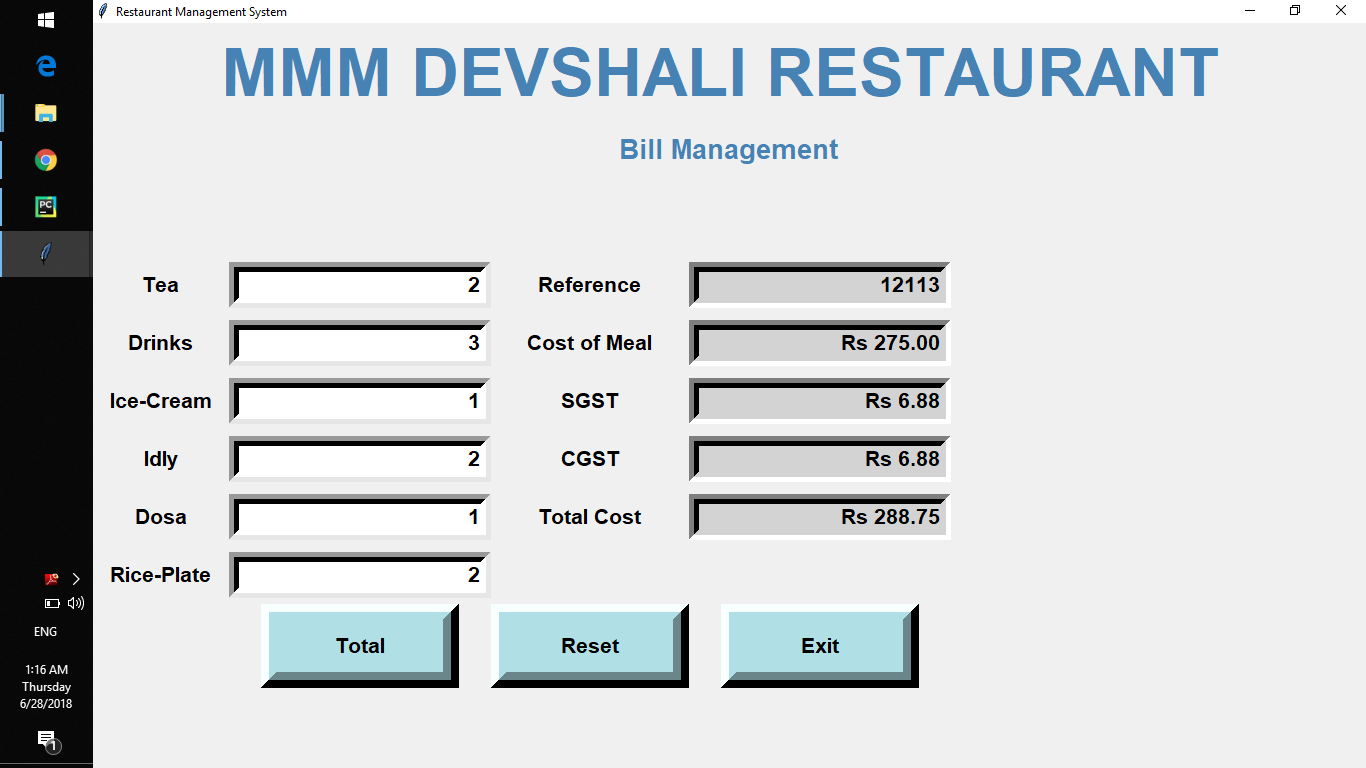 Restaurant Management System
MMM DEVSHALI RESTAURANT
Bill Management
Tea 2 Reference 12113
Drinks 3 Cost of Meal Rs 275.00
Ice-Cream 1 SGST Rs 6.88
Idly 2 CGST Rs 6.88
Dosa 1 Total Cost Rs 288.75
Rice-Plate 2
Total Reset Exit
PC
ENG
1:16 AM
Thursday
6/28/2018
1